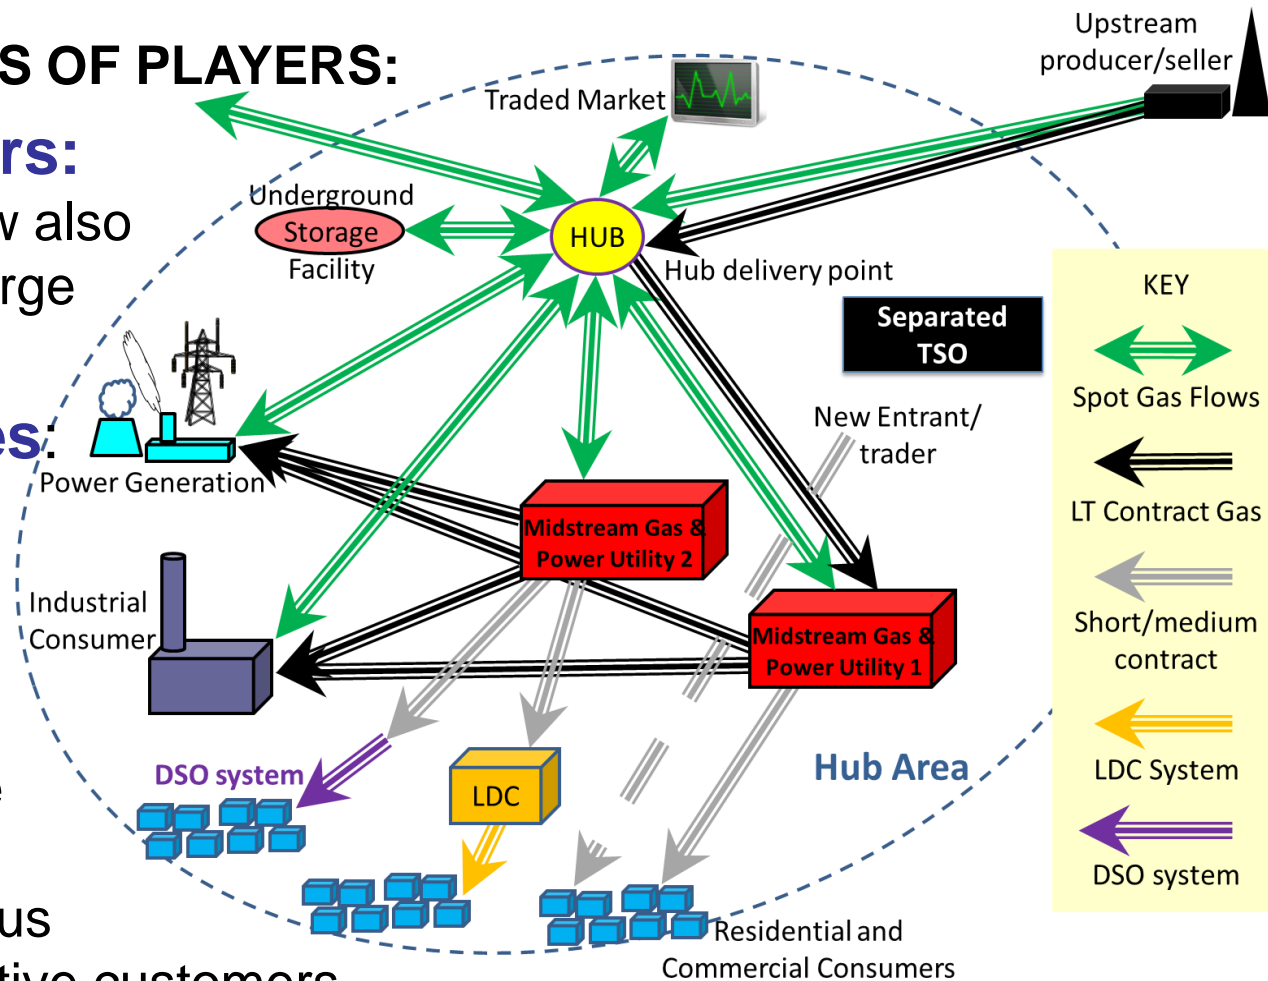 S OF PLAYERS:
rs:
w also
rge
es:
e
us
tive customers
Upstream
producer/seller
Traded Market
Underground
Storage
Facility
HUB
Hub delivery point
Separated
TSO
New Entrant/
trader
Power Generation
Midstream Gas &
Power Utility 2
Midstream Gas &
Power Utility 1
Industrial
Consumer
DSO system
LDC
Hub Area
Residential and
Commercial Consumers
KEY
Spot Gas Flows
LT Contract Gas
Short/medium
contract
LDC System
DSO system